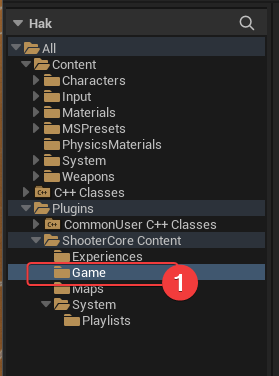 Hak
All
Content
Characters
Input
Materials
MSPresets
PhysicsMaterials
System
Weapons
C++ Classes
Plugins
CommonUser C++ Classes
ShooterCore Content
Experiences
Game
1
Maps
System
Playlists